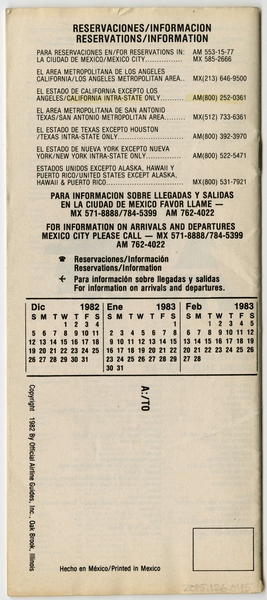 RESERVACIONES/INFORMACION
RESERVATIONS/INFORMATION
PARA RESERVACIONES EN/FOR RESERVATIONS IN: AM 553-15-77
LA CIUDAD DE MEXICO/MEXICO CITY............... MX 585-2666
EL AREA METROPOLITANA DE LOS ANGELES
CALIFORNIA/LOS ANGELES METROPOLITAN AREA.. MX(213) 646-9500
EL ESTADO DE CALIFORNIA EXCEPTO LOS
ANGELES/CALIFORNIA INTRA-STATE ONLY.......... AM(800) 252-0361
EL AREA METROPOLITANA DE SAN ANTONIO
TEXAS/SAN ANTONIO METROPOLITAN AREA....... MX(512) 733-6361
EL ESTADO DE TEXAS EXCEPTO HOUSTON
/TEXAS INTRA-STATE ONLY........................ AM(800) 392-3970
EL ESTADO DE NUEVA YORK EXCEPTO NUEVA
YORK/NEW YORK INTRA-STATE ONLY.............. AM(800) 522-5471
ESTADOS UNIDOS EXCEPTO ALASKA, HAWAII Y
PUERTO RICO/UNITED STATES EXCEPT ALASKA,
HAWAII & PUERTO RICO........................... MX(800) 531-7921
PARA INFORMACION SOBRE LLEGADAS Y SALIDAS
EN LA CIUDAD DE MEXICO FAVOR LLAME —
MX 571-8888/784-5399 AM 762-4022
FOR INFORMATION ON ARRIVALS AND DEPARTURES
MEXICO CITY PLEASE CALL — MX 571-8888/784-5399
AM 762-4022
☎ Reservaciones/Información
Reservations/Information
✈ Para información sobre llegadas y salidas
For information on arrivals and departures.
Dic 1982
S M T W T F S
1 2 3 4
5 6 7 8 9 10 11
12 13 14 15 16 17 18
19 20 21 22 23 24 25
26 27 28 29 30 31
Ene 1983
S M T W T F S
1
2 3 4 5 6 7 8
9 10 11 12 13 14 15
16 17 18 19 20 21 22
23 24 25 26 27 28 29
30 31
Feb 1983
S M T W T F S
1 2 3 4 5
6 7 8 9 10 11 12
13 14 15 16 17 18 19
20 21 22 23 24 25 26
27 28
A:/TO
Copyright 1982 By Official Airline Guides, Inc., Oak Brook, Illinois
Hecho en México/Printed in Mexico